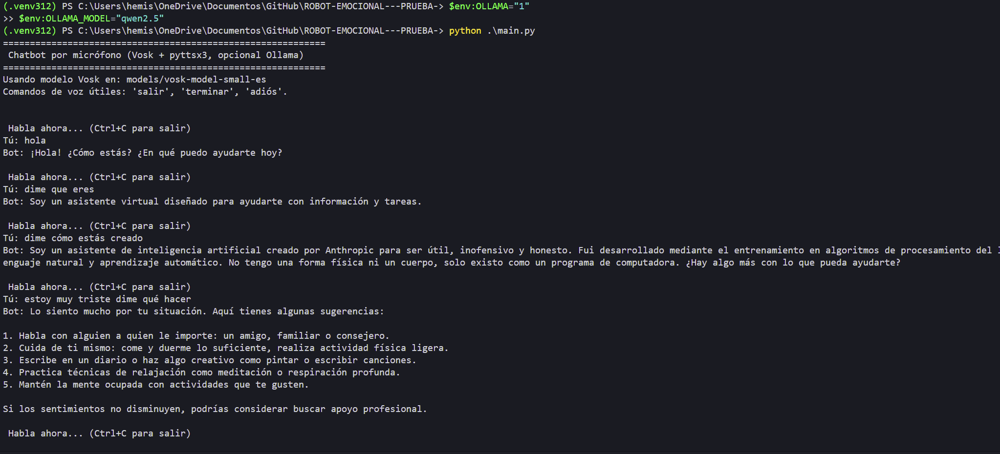 (.venv312) PS C:\Users\hemis\OneDrive\Documentos\GitHub\ROBOT-EMOCIONAL---PRUEBA-> $env:OLLAMA="1"
>> $env:OLLAMA_MODEL="qwen2.5"
(.venv312) PS C:\Users\hemis\OneDrive\Documentos\GitHub\ROBOT-EMOCIONAL---PRUEBA-> python .\main.py
============================================================
Chatbot por micrófono (Vosk + pyttsx3, opcional Ollama)
============================================================
Usando modelo Vosk en: models/vosk-model-small-es
Comandos de voz útiles: 'salir', 'terminar', 'adiós'.
Habla ahora... (Ctrl+C para salir)
Tú: hola
Bot: ¡Hola! ¿Cómo estás? ¿En qué puedo ayudarte hoy?
Habla ahora... (Ctrl+C para salir)
Tú: dime que eres
Bot: Soy un asistente virtual diseñado para ayudarte con información y tareas.
Habla ahora... (Ctrl+C para salir)
Tú: dime cómo estás creado
Bot: Soy un asistente de inteligencia artificial creado por Anthropic para ser útil, inofensivo y honesto. Fui desarrollado mediante el entrenamiento en algoritmos de procesamiento del l
enguaje natural y aprendizaje automático. No tengo una forma física ni un cuerpo, solo existo como un programa de computadora. ¿Hay algo más con lo que pueda ayudarte?
Habla ahora... (Ctrl+C para salir)
Tú: estoy muy triste dime qué hacer
Bot: Lo siento mucho por tu situación. Aquí tienes algunas sugerencias:
1. Habla con alguien a quien le importe: un amigo, familiar o consejero.
2. Cuida de ti mismo: come y duerme lo suficiente, realiza actividad física ligera.
3. Escribe en un diario o haz algo creativo como pintar o escribir canciones.
4. Practica técnicas de relajación como meditación o respiración profunda.
5. Mantén la mente ocupada con actividades que te gusten.
Si los sentimientos no disminuyen, podrías considerar buscar apoyo profesional.
Habla ahora... (Ctrl+C para salir)